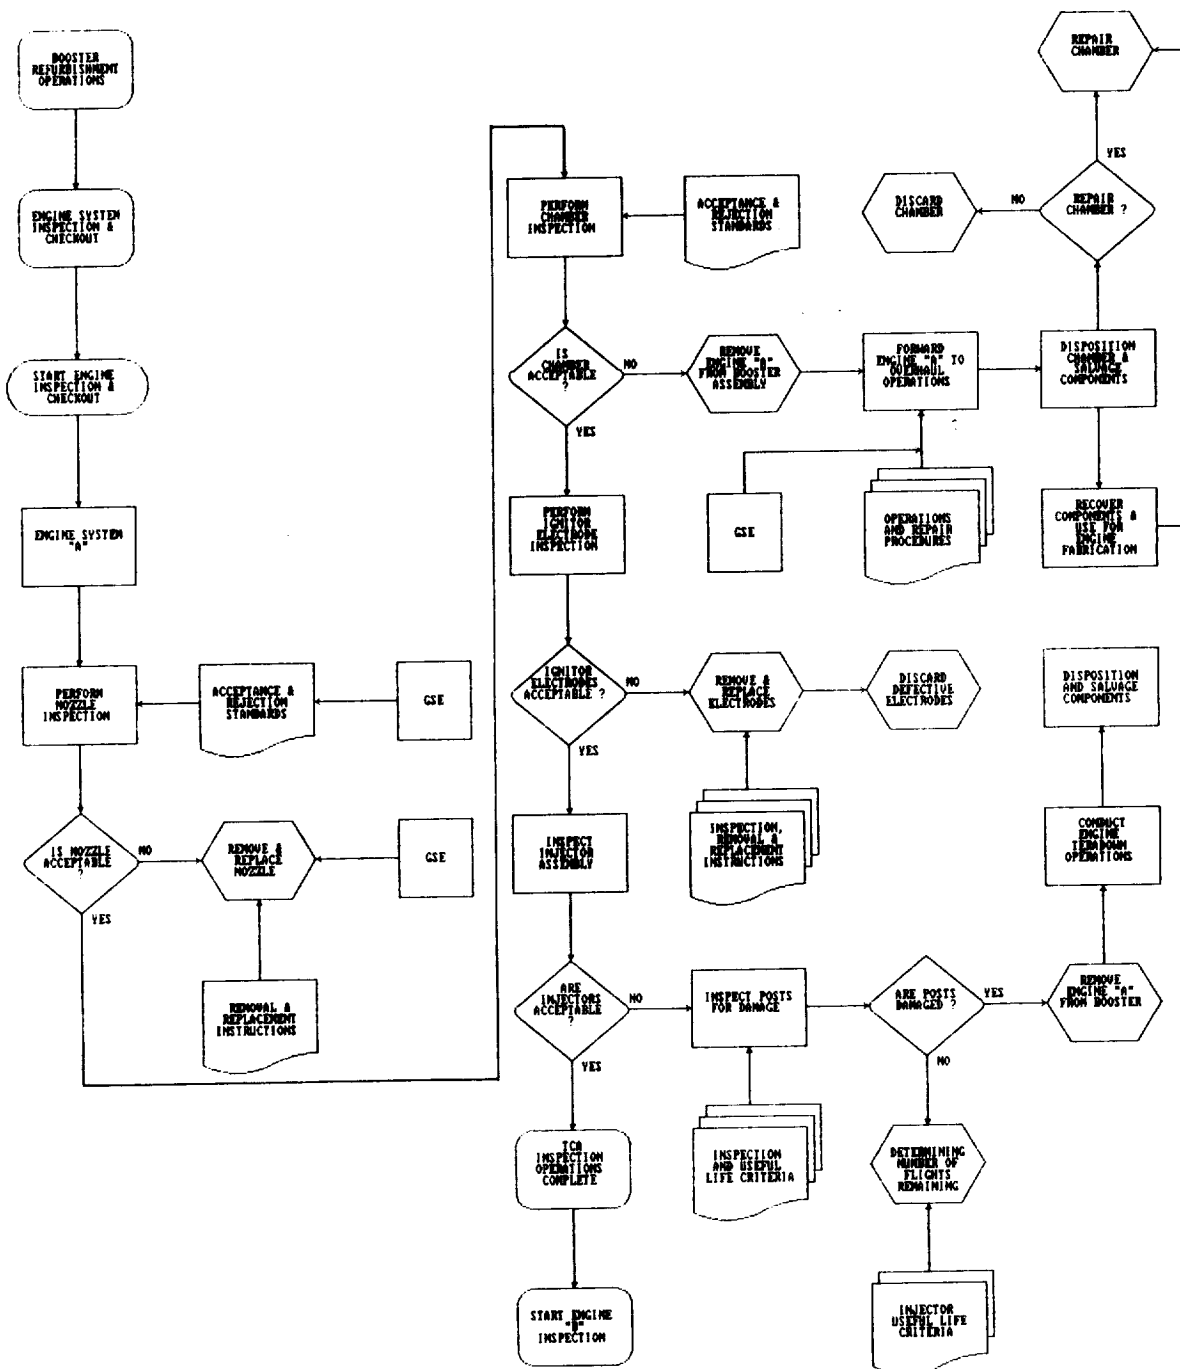 BOOSTER
REFURBISHMENT
OPERATIONS
ENGINE SYSTEM
INSPECTION &
CHECKOUT
START ENGINE
INSPECTION &
CHECKOUT
ENGINE SYSTEM
"A"
PERFORM
NOZZLE
INSPECTION
ACCEPTANCE &
REJECTION
STANDARDS
GSE
IS NOZZLE
ACCEPTABLE
?
NO
YES
REMOVE &
REPLACE
NOZZLE
GSE
REMOVAL &
REPLACEMENT
INSTRUCTIONS
PERFORM
CHAMBER
INSPECTION
ACCEPTANCE &
REJECTION
STANDARDS
IS
CHAMBER
ACCEPTABLE
?
NO
YES
REMOVE
ENGINE "A"
FROM BOOSTER
ASSEMBLY
FORWARD
ENGINE "A" TO
OVERHAUL
OPERATIONS
DISPOSITION
CHAMBER &
SALVAGE
COMPONENTS
REPAIR
CHAMBER ?
NO
YES
DISCARD
CHAMBER
REPAIR
CHAMBER
GSE
OPERATIONS
AND REPAIR
PROCEDURES
RECOVER
COMPONENTS &
USE FOR
ENGINE
FABRICATION
PERFORM
IGNITOR
ELECTRODE
INSPECTION
IGNITOR
ELECTRODES
ACCEPTABLE ?
NO
YES
REMOVE &
REPLACE
ELECTRODES
DISCARD
DEFECTIVE
ELECTRODES
INSPECTION,
REMOVAL &
REPLACEMENT
INSTRUCTIONS
INSPECT
INJECTOR
ASSEMBLY
ARE
INJECTORS
ACCEPTABLE
?
NO
YES
INSPECT POSTS
FOR DAMAGE
INSPECTION
AND USEFUL
LIFE CRITERIA
ARE POSTS
DAMAGED ?
YES
NO
REMOVE
ENGINE "A"
FROM BOOSTER
CONDUCT
ENGINE
TERADOWN
OPERATIONS
DISPOSITION
AND SALVAGE
COMPONENTS
DETERMINING
NUMBER OF
FLIGHTS
REMAINING
INJECTOR
USEFUL LIFE
CRITERIA
TCA
INSPECTION
OPERATIONS
COMPLETE
START ENGINE
"B"
INSPECTION